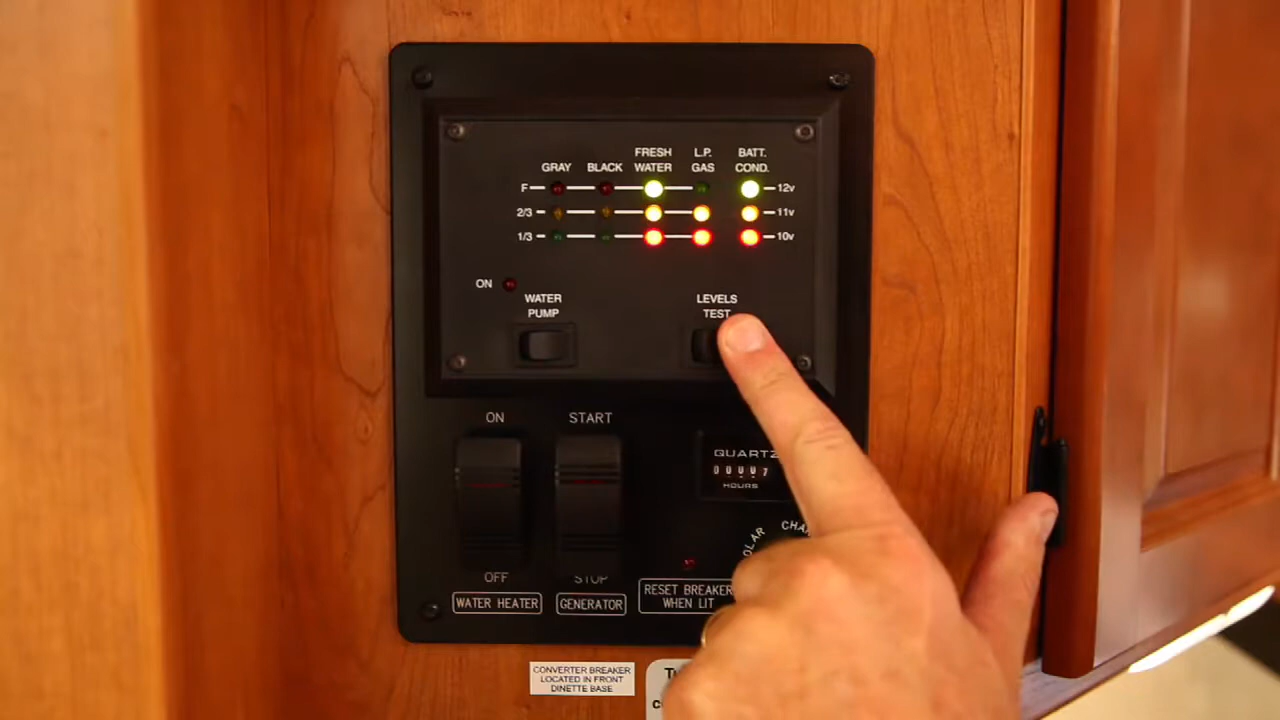 GRAY BLACK FRESH WATER L.P. GAS BATT. COND.
F 12v
2/3 11v
1/3 10v
ON
WATER
PUMP
LEVELS
TEST
ON START
QUARTZ
HOURS
OFF STOP
WATER HEATER GENERATOR
RESET BREAKER
WHEN LIT
CONVERTER BREAKER
LOCATED IN FRONT
DINETTE BASE